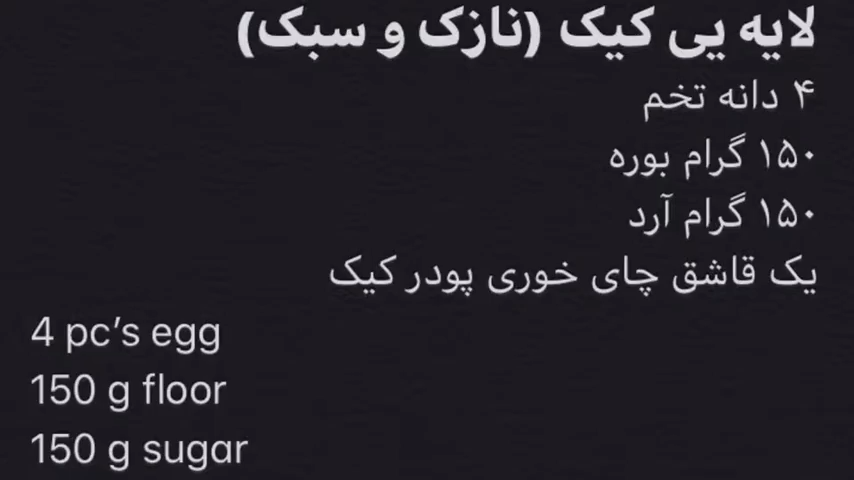 لایه یی کیک (نازک و سبک)
۴ دانه تخم
۱۵۰ گرام بوره
۱۵۰ گرام آرد
یک قاشق چای خوری پودر کیک
4 pc’s egg
150 g floor
150 g sugar